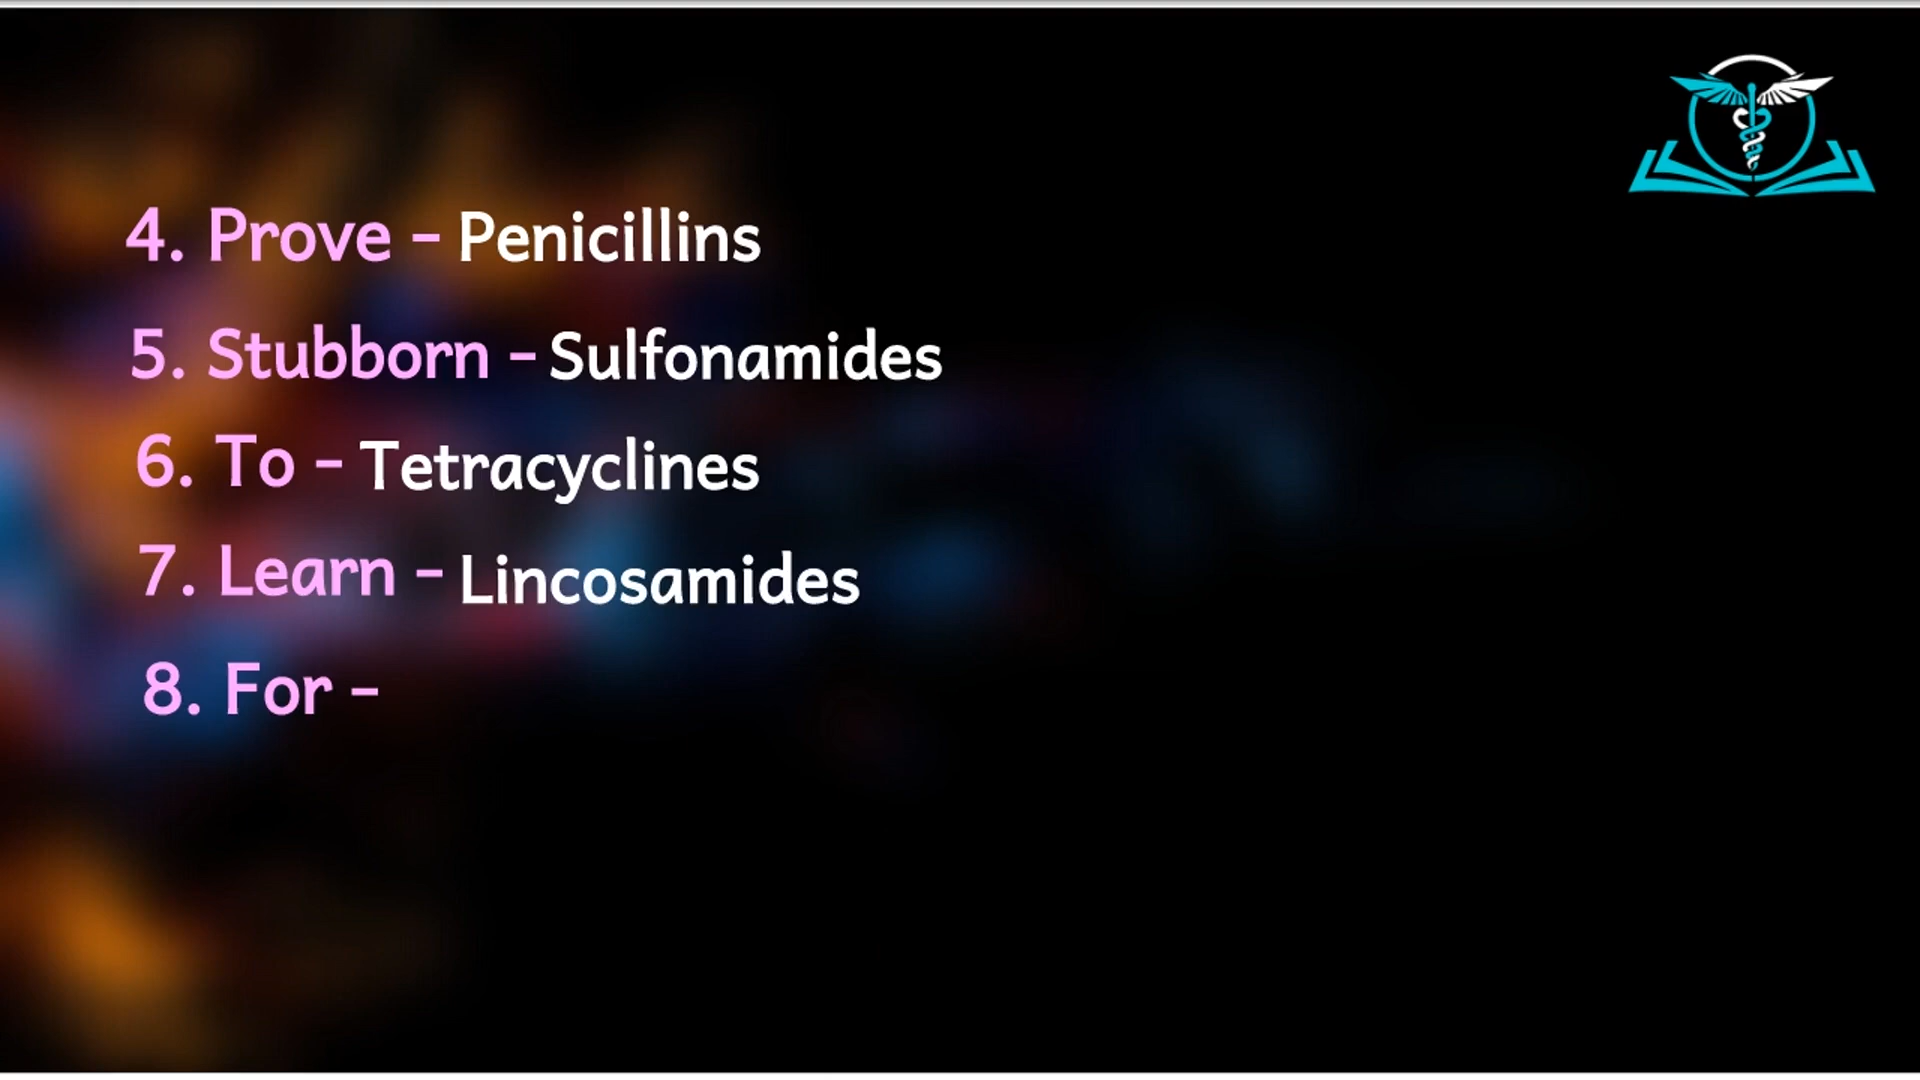 4. Prove - Penicillins
5. Stubborn - Sulfonamides
6. To - Tetracyclines
7. Learn - Lincosamides
8. For -